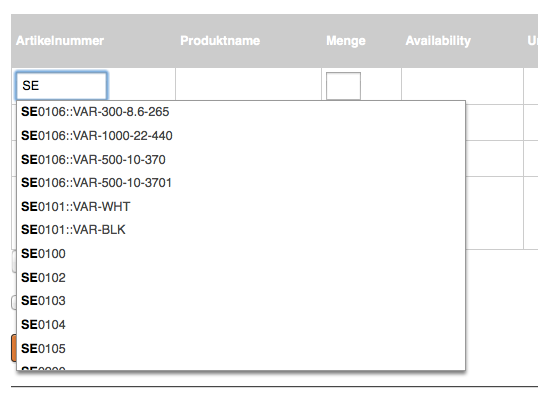 Artikelnummer Produktname Menge Availability
SE
SE0106::VAR-300-8.6-265
SE0106::VAR-1000-22-440
SE0106::VAR-500-10-370
SE0106::VAR-500-10-3701
SE0101::VAR-WHT
SE0101::VAR-BLK
SE0100
SE0102
SE0103
SE0104
SE0105